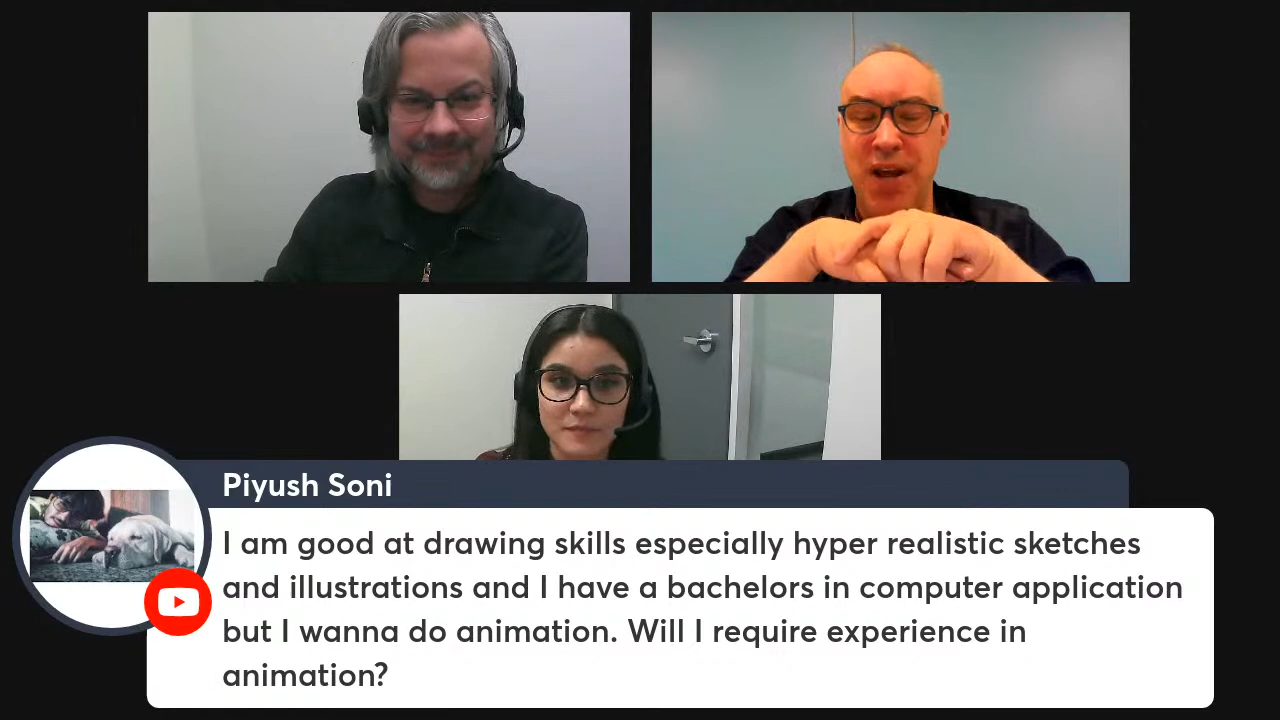 Piyush Soni
I am good at drawing skills especially hyper realistic sketches
and illustrations and I have a bachelors in computer application
but I wanna do animation. Will I require experience in
animation?